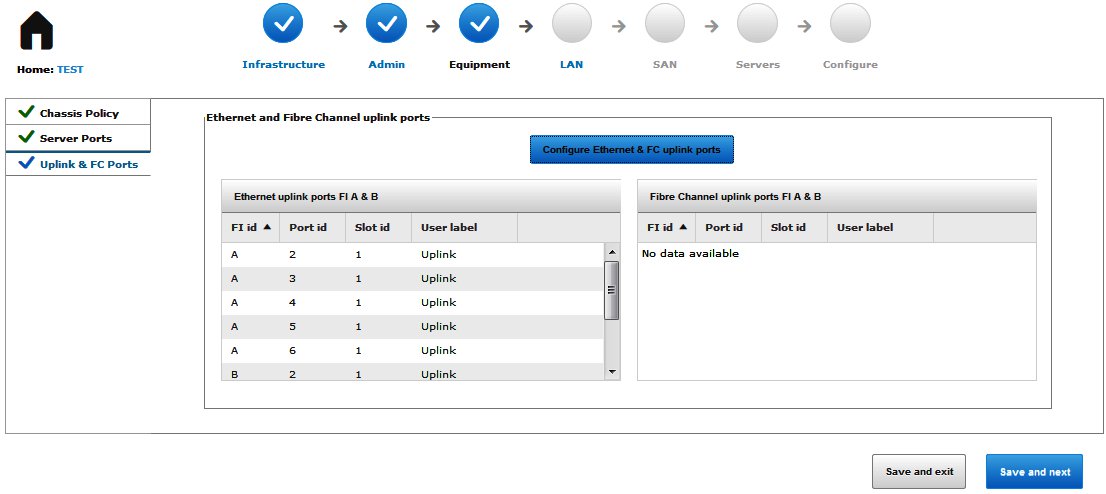 Infrastructure Admin Equipment LAN SAN Servers Configure
Home: TEST
Chassis Policy
Server Ports
Uplink & FC Ports
Ethernet and Fibre Channel uplink ports
Configure Ethernet & FC uplink ports
Ethernet uplink ports FI A & B
FI id Port id Slot id User label
A 2 1 Uplink
A 3 1 Uplink
A 4 1 Uplink
A 5 1 Uplink
A 6 1 Uplink
B 2 1 Uplink
Fibre Channel uplink ports FI A & B
FI id Port id Slot id User label
No data available
Save and exit Save and next